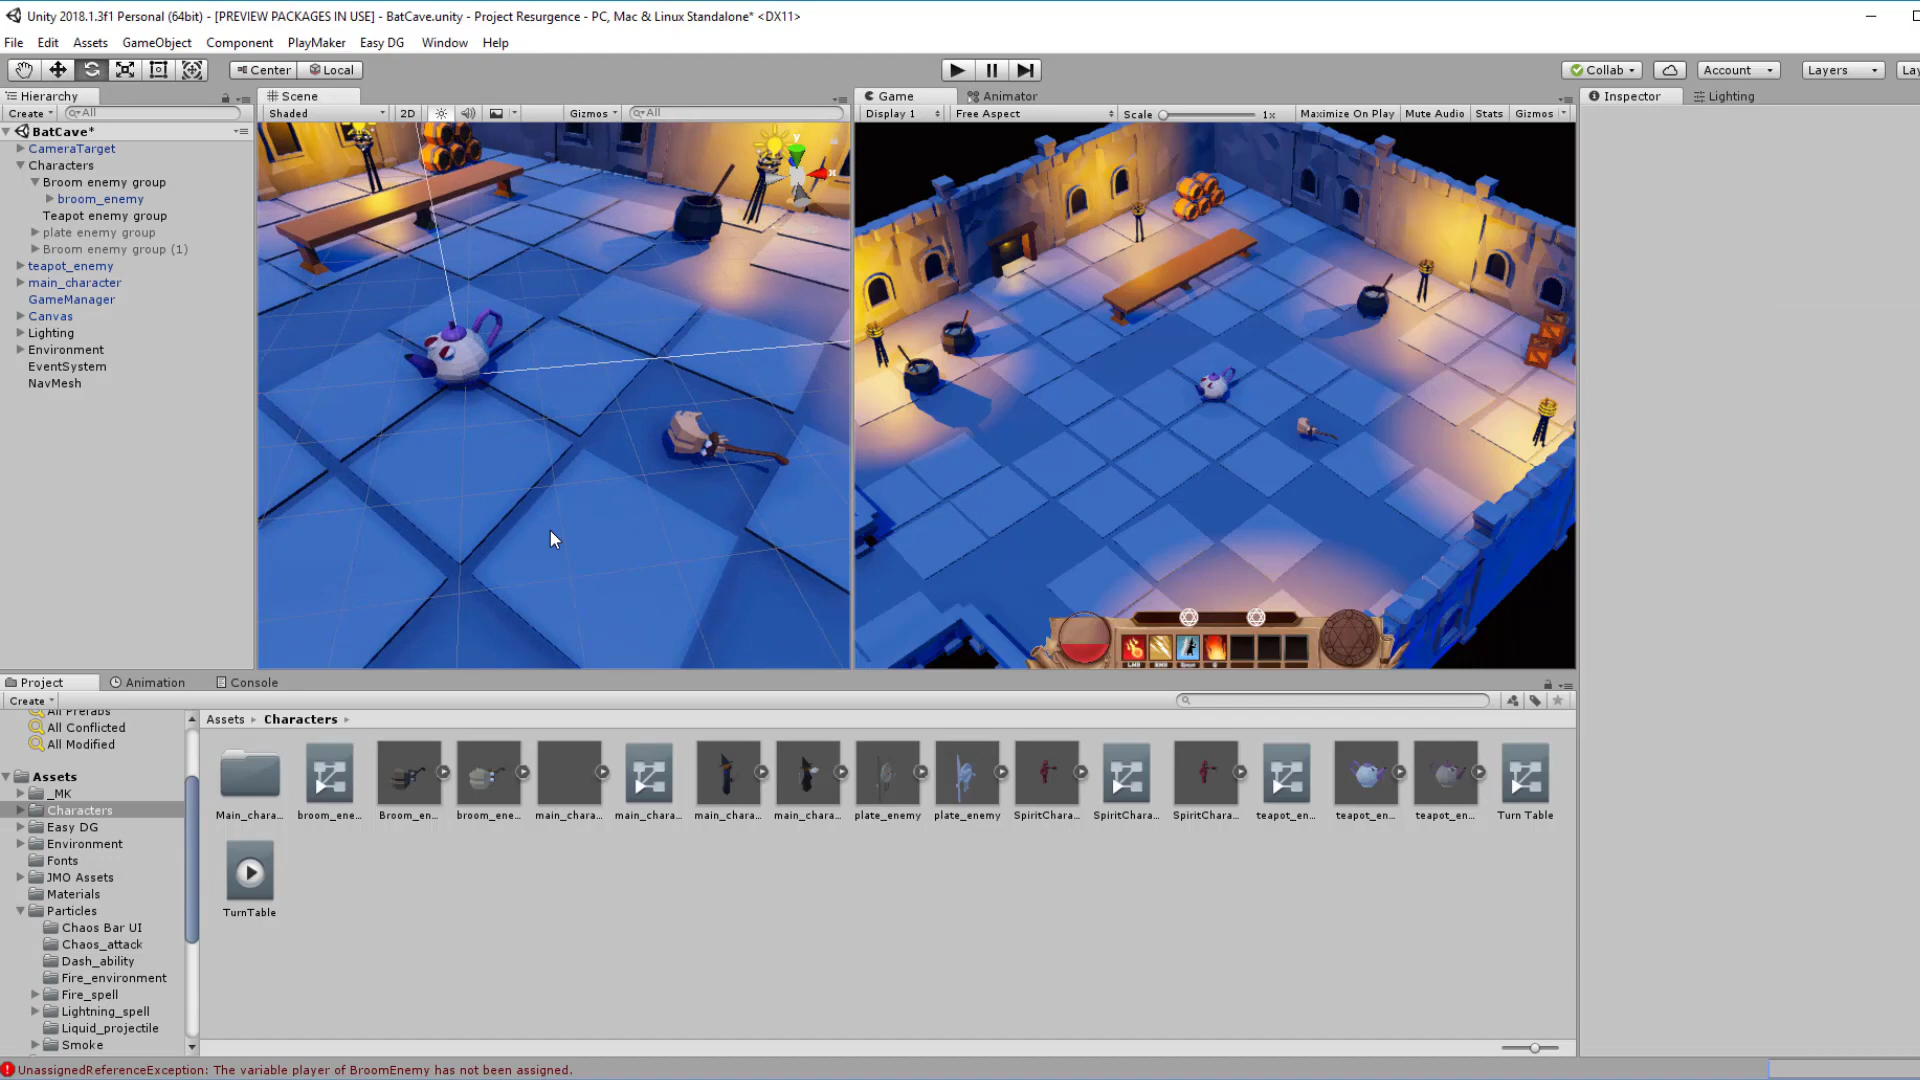 Unity 2018.1.3f1 Personal (64bit) - [PREVIEW PACKAGES IN USE] - BatCave.unity - Project Resurgence - PC, Mac & Linux Standalone* <DX11>
File Edit Assets GameObject Component PlayMaker Easy DG Window Help
Center Local Collab Account Layers Lay
Hierarchy Scene Game Animator Inspector Lighting
Create All Shaded 2D Gizmos All Display 1 Free Aspect Scale 1x Maximize On Play Mute Audio Stats Gizmos
BatCave*
CameraTarget
Characters
Broom enemy group
broom_enemy
Teapot enemy group
plate enemy group
Broom enemy group (1)
teapot_enemy
main_character
GameManager
Canvas
Lighting
Environment
EventSystem
NavMesh
y
x
Project Animation Console
Create
All Prefabs
All Conflicted
All Modified
Assets
_MK
Characters
Easy DG
Environment
Fonts
JMO Assets
Materials
Particles
Chaos Bar UI
Chaos_attack
Dash_ability
Fire_environment
Fire_spell
Lightning_spell
Liquid_projectile
Smoke
Assets Characters
Main_chara... broom_ene... Broom_en... broom_ene... main_chara... main_chara... main_chara... main_chara... plate_enemy plate_enemy SpiritChara... SpiritChara... SpiritChara... teapot_en... teapot_en... teapot_en... Turn Table
TurnTable
UnassignedReferenceException: The variable player of BroomEnemy has not been assigned.